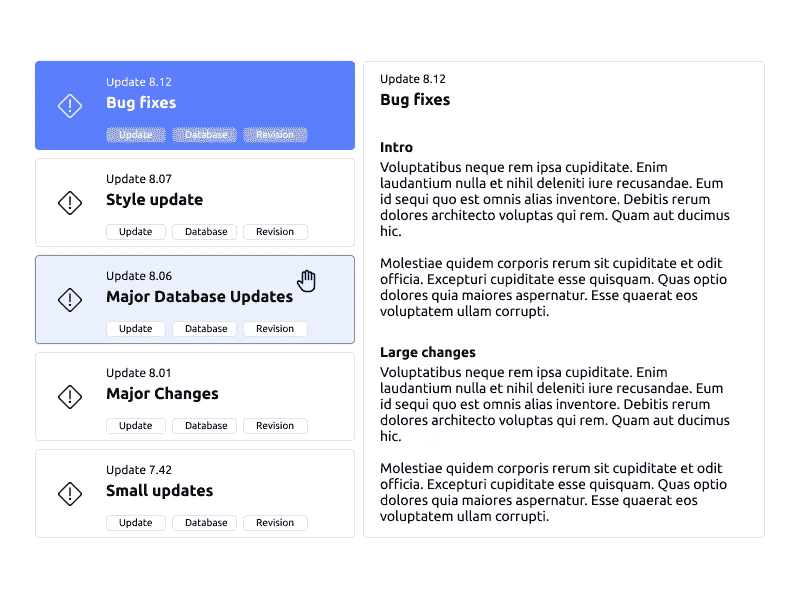 Update 8.12
Bug fixes
Update Database Revision
Update 8.07
Style update
Update Database Revision
Update 8.06
Major Database Updates
Update Database Revision
Update 8.01
Major Changes
Update Database Revision
Update 7.42
Small updates
Update Database Revision
Update 8.12
Bug fixes
Intro
Voluptatibus neque rem ipsa cupiditate. Enim
laudantium nulla et nihil deleniti iure recusandae. Eum
id sequi quo est omnis alias inventore. Debitis rerum
dolores architecto voluptas qui rem. Quam aut ducimus
hic.
Molestiae quidem corporis rerum sit cupiditate et odit
officia. Excepturi cupiditate esse quisquam. Quas optio
dolores quia maiores aspernatur. Esse quaerat eos
voluptatem ullam corrupti.
Large changes
Voluptatibus neque rem ipsa cupiditate. Enim
laudantium nulla et nihil deleniti iure recusandae. Eum
id sequi quo est omnis alias inventore. Debitis rerum
dolores architecto voluptas qui rem. Quam aut ducimus
hic.
Molestiae quidem corporis rerum sit cupiditate et odit
officia. Excepturi cupiditate esse quisquam. Quas optio
dolores quia maiores aspernatur. Esse quaerat eos
voluptatem ullam corrupti.